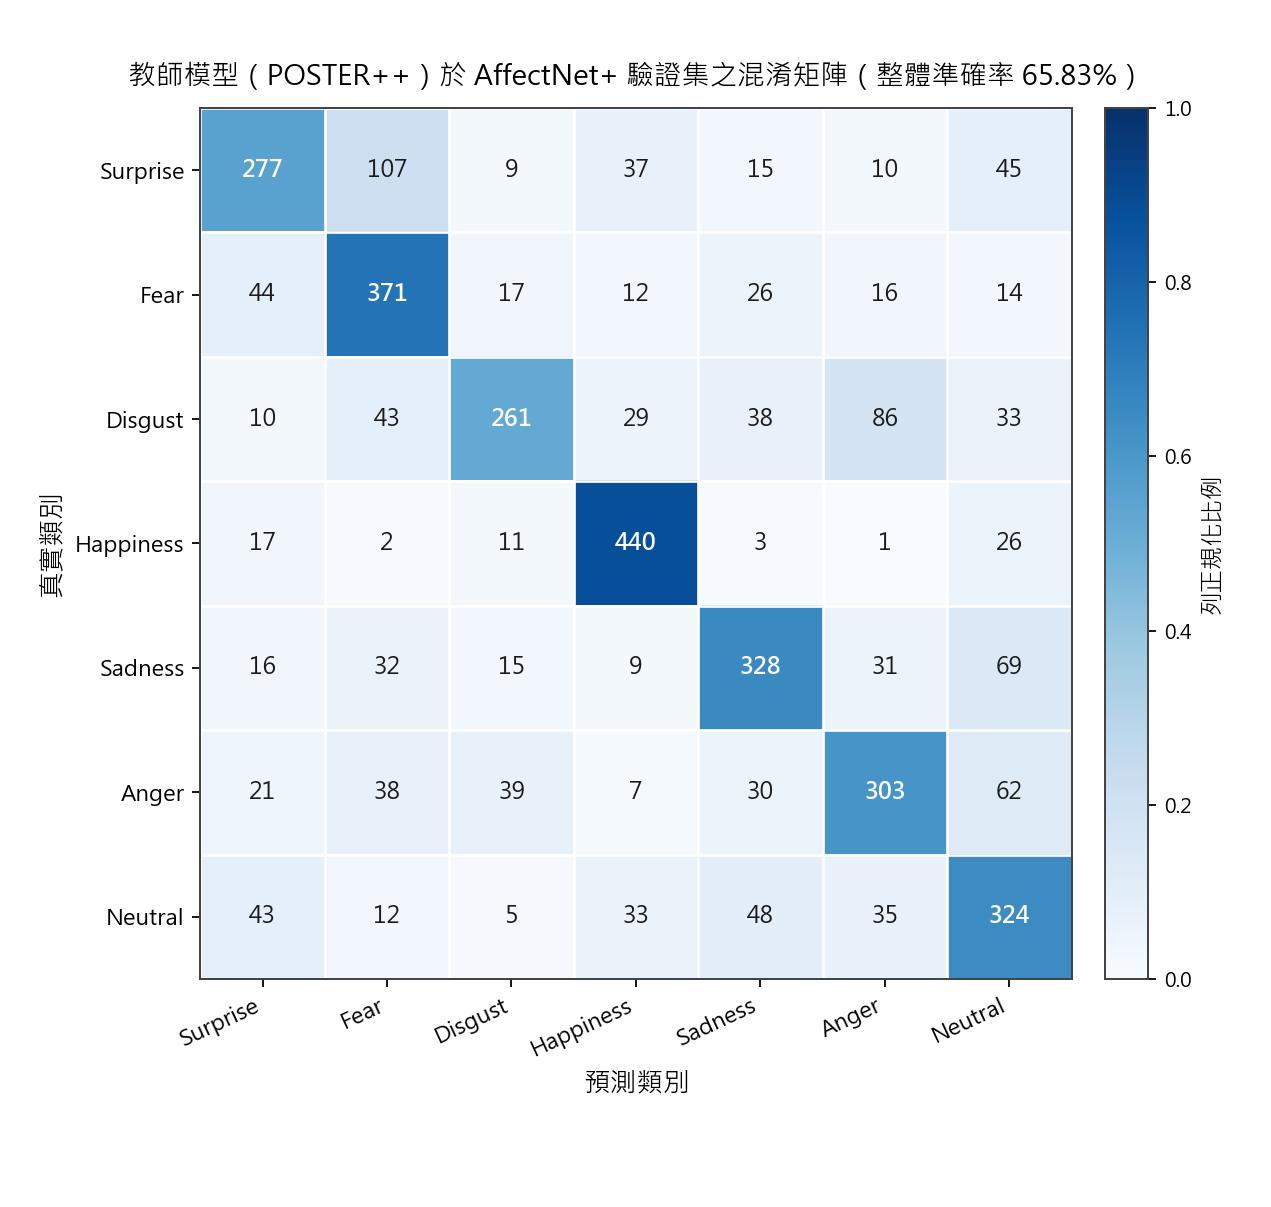 教師模型（POSTER++）於 AffectNet+ 驗證集之混淆矩陣（整體準確率 65.83%）
真實類別
Surprise 277 107 9 37 15 10 45
Fear 44 371 17 12 26 16 14
Disgust 10 43 261 29 38 86 33
Happiness 17 2 11 440 3 1 26
Sadness 16 32 15 9 328 31 69
Anger 21 38 39 7 30 303 62
Neutral 43 12 5 33 48 35 324
Surprise Fear Disgust Happiness Sadness Anger Neutral
預測類別
1.0
0.8
0.6
0.4
0.2
0.0
列正規化比例